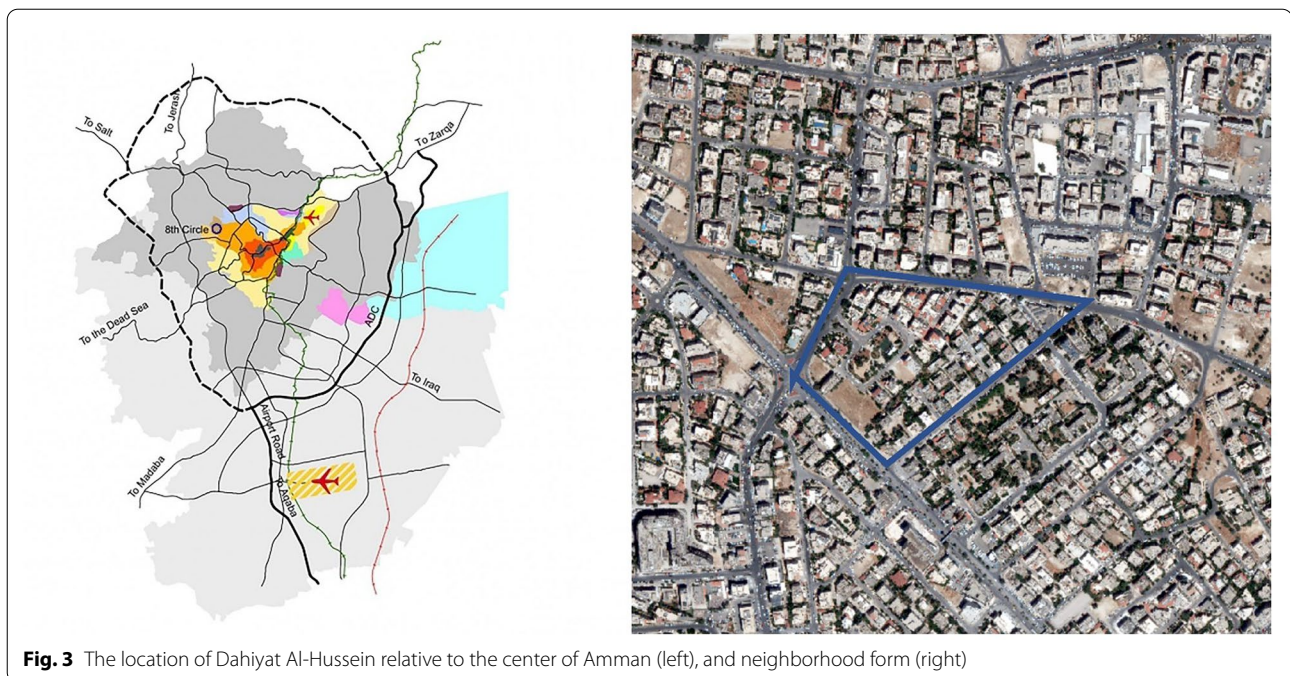 To Jerash
To Salt
To Zarqa
8th Circle
ADC
To the Dead Sea
To Iraq
Airport Road
To Madaba
To Aqaba
Fig. 3 The location of Dahiyat Al-Hussein relative to the center of Amman (left), and neighborhood form (right)